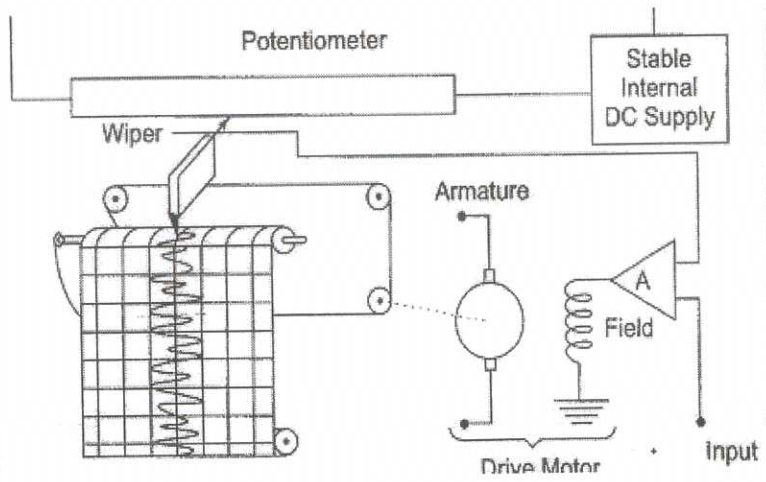 Potentiometer
Stable
Internal
DC Supply
Wiper
Armature
A
Field
Input
Drive Motor